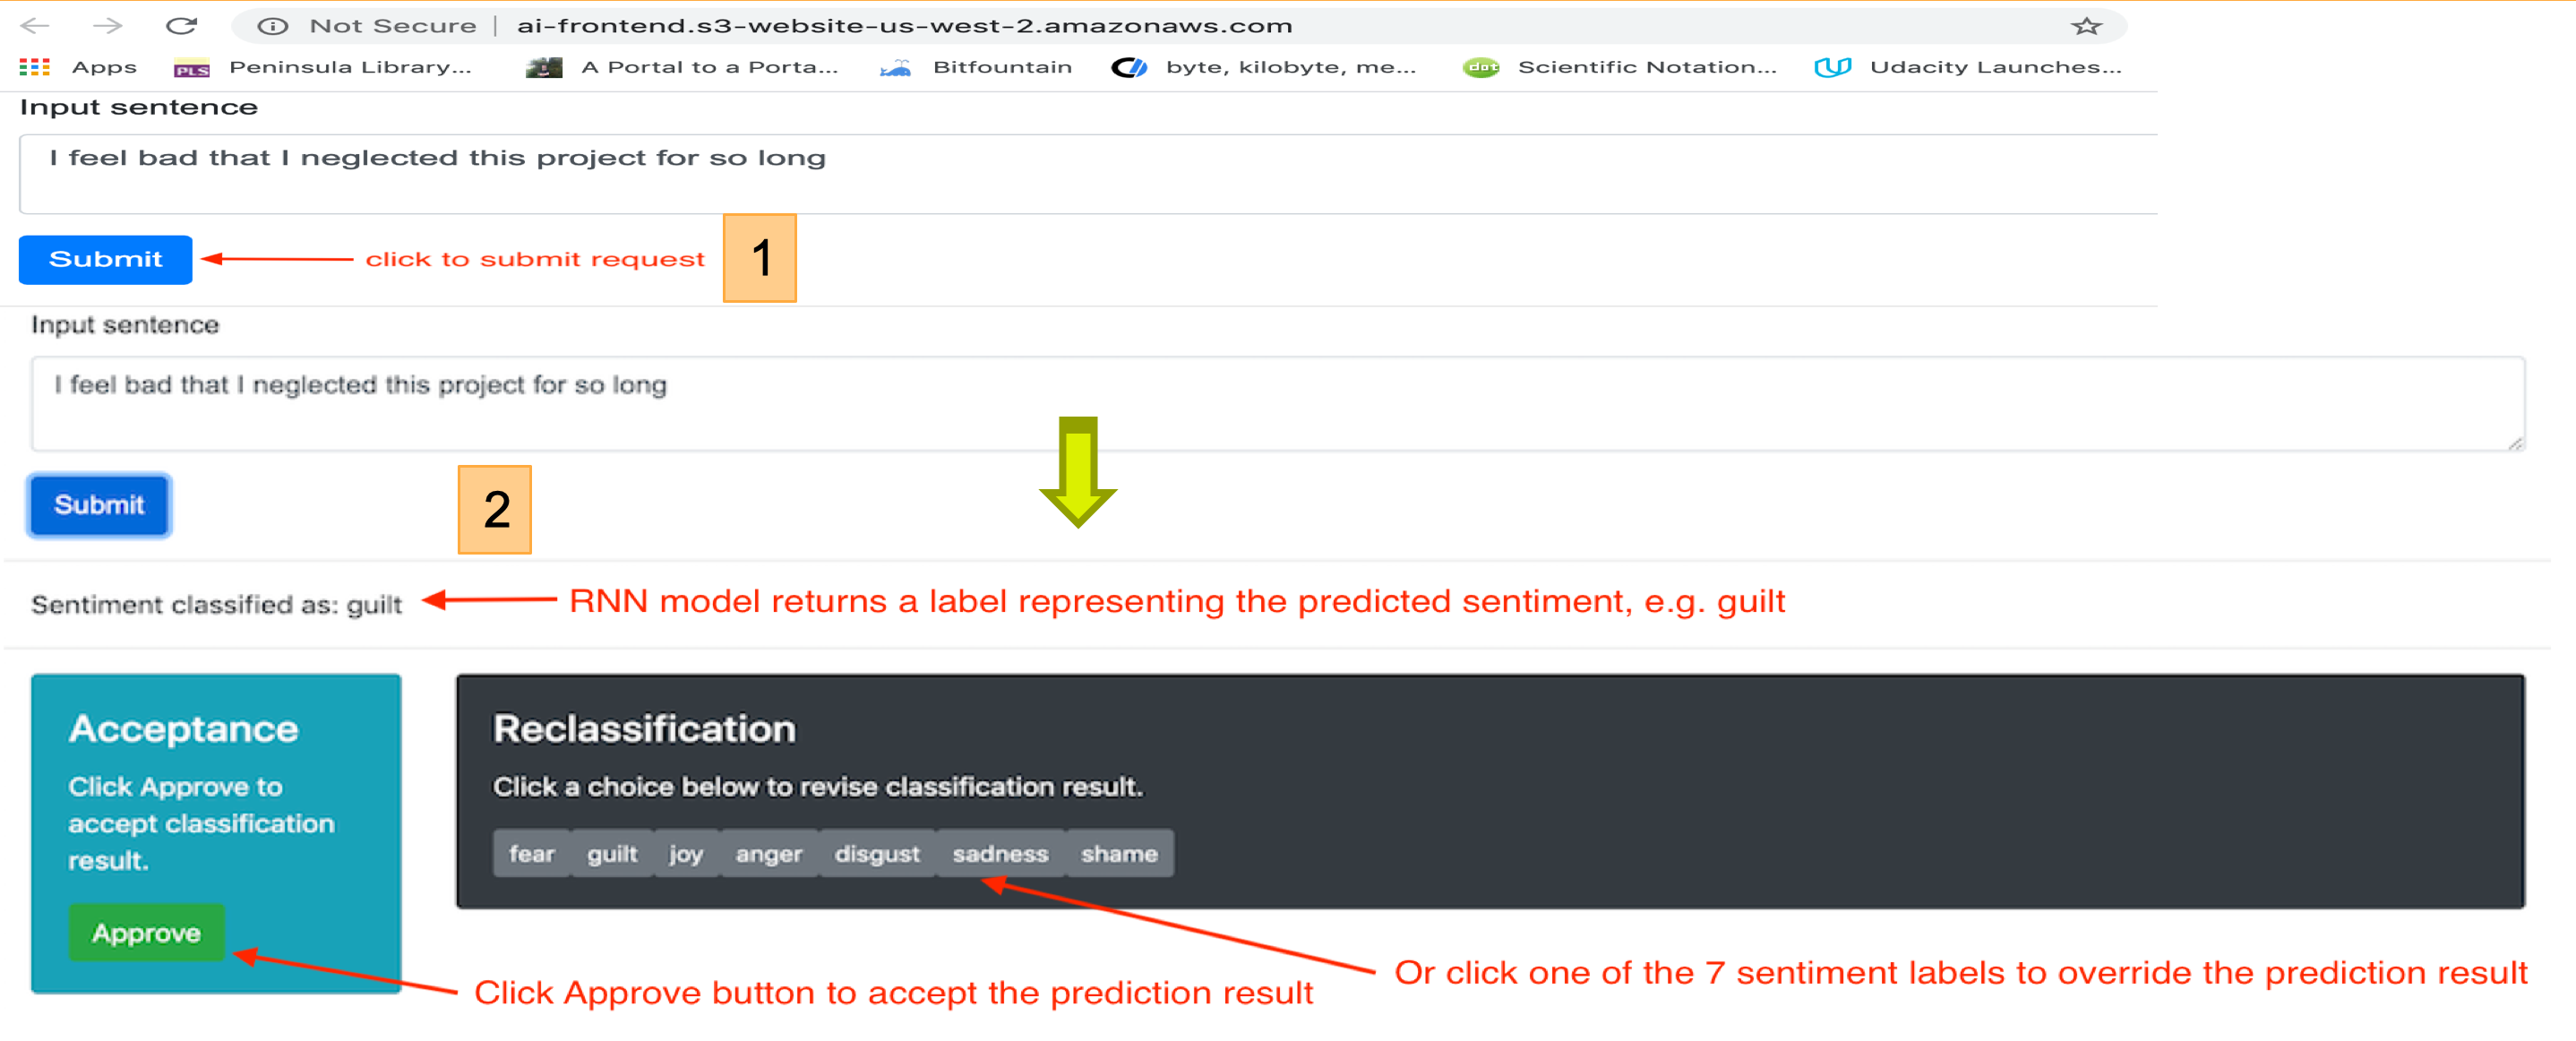 Not Secure | ai-frontend.s3-website-us-west-2.amazonaws.com
Apps PLS Peninsula Library... A Portal to a Porta... Bitfountain byte, kilobyte, me... dot Scientific Notation... Udacity Launches...
Input sentence
I feel bad that I neglected this project for so long
Submit click to submit request 1
Input sentence
I feel bad that I neglected this project for so long
Submit 2
Sentiment classified as: guilt RNN model returns a label representing the predicted sentiment, e.g. guilt
Acceptance
Click Approve to
accept classification
result.
Approve
Reclassification
Click a choice below to revise classification result.
fear guilt joy anger disgust sadness shame
Or click one of the 7 sentiment labels to override the prediction result
Click Approve button to accept the prediction result